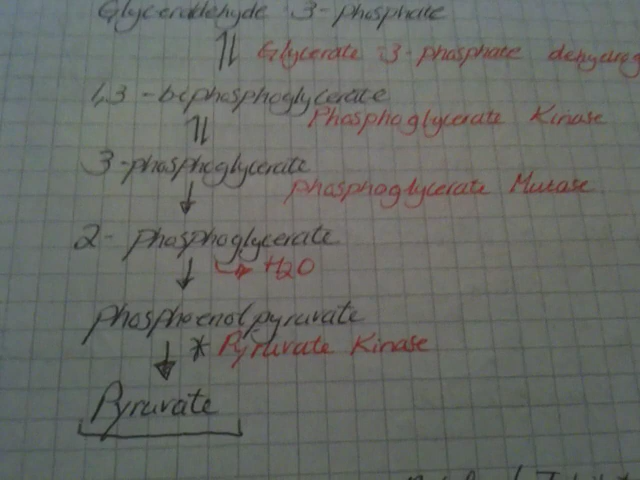 Glyceraldehyde 3-phosphate
Glycerate 3-phosphate dehydrog
1,3-biphosphoglycerate
Phosphoglycerate Kinase
3-phosphoglycerate
phosphoglycerate Mutase
2-phosphoglycerate
H2O
phosphoenolpyruvate
* Pyruvate Kinase
Pyruvate